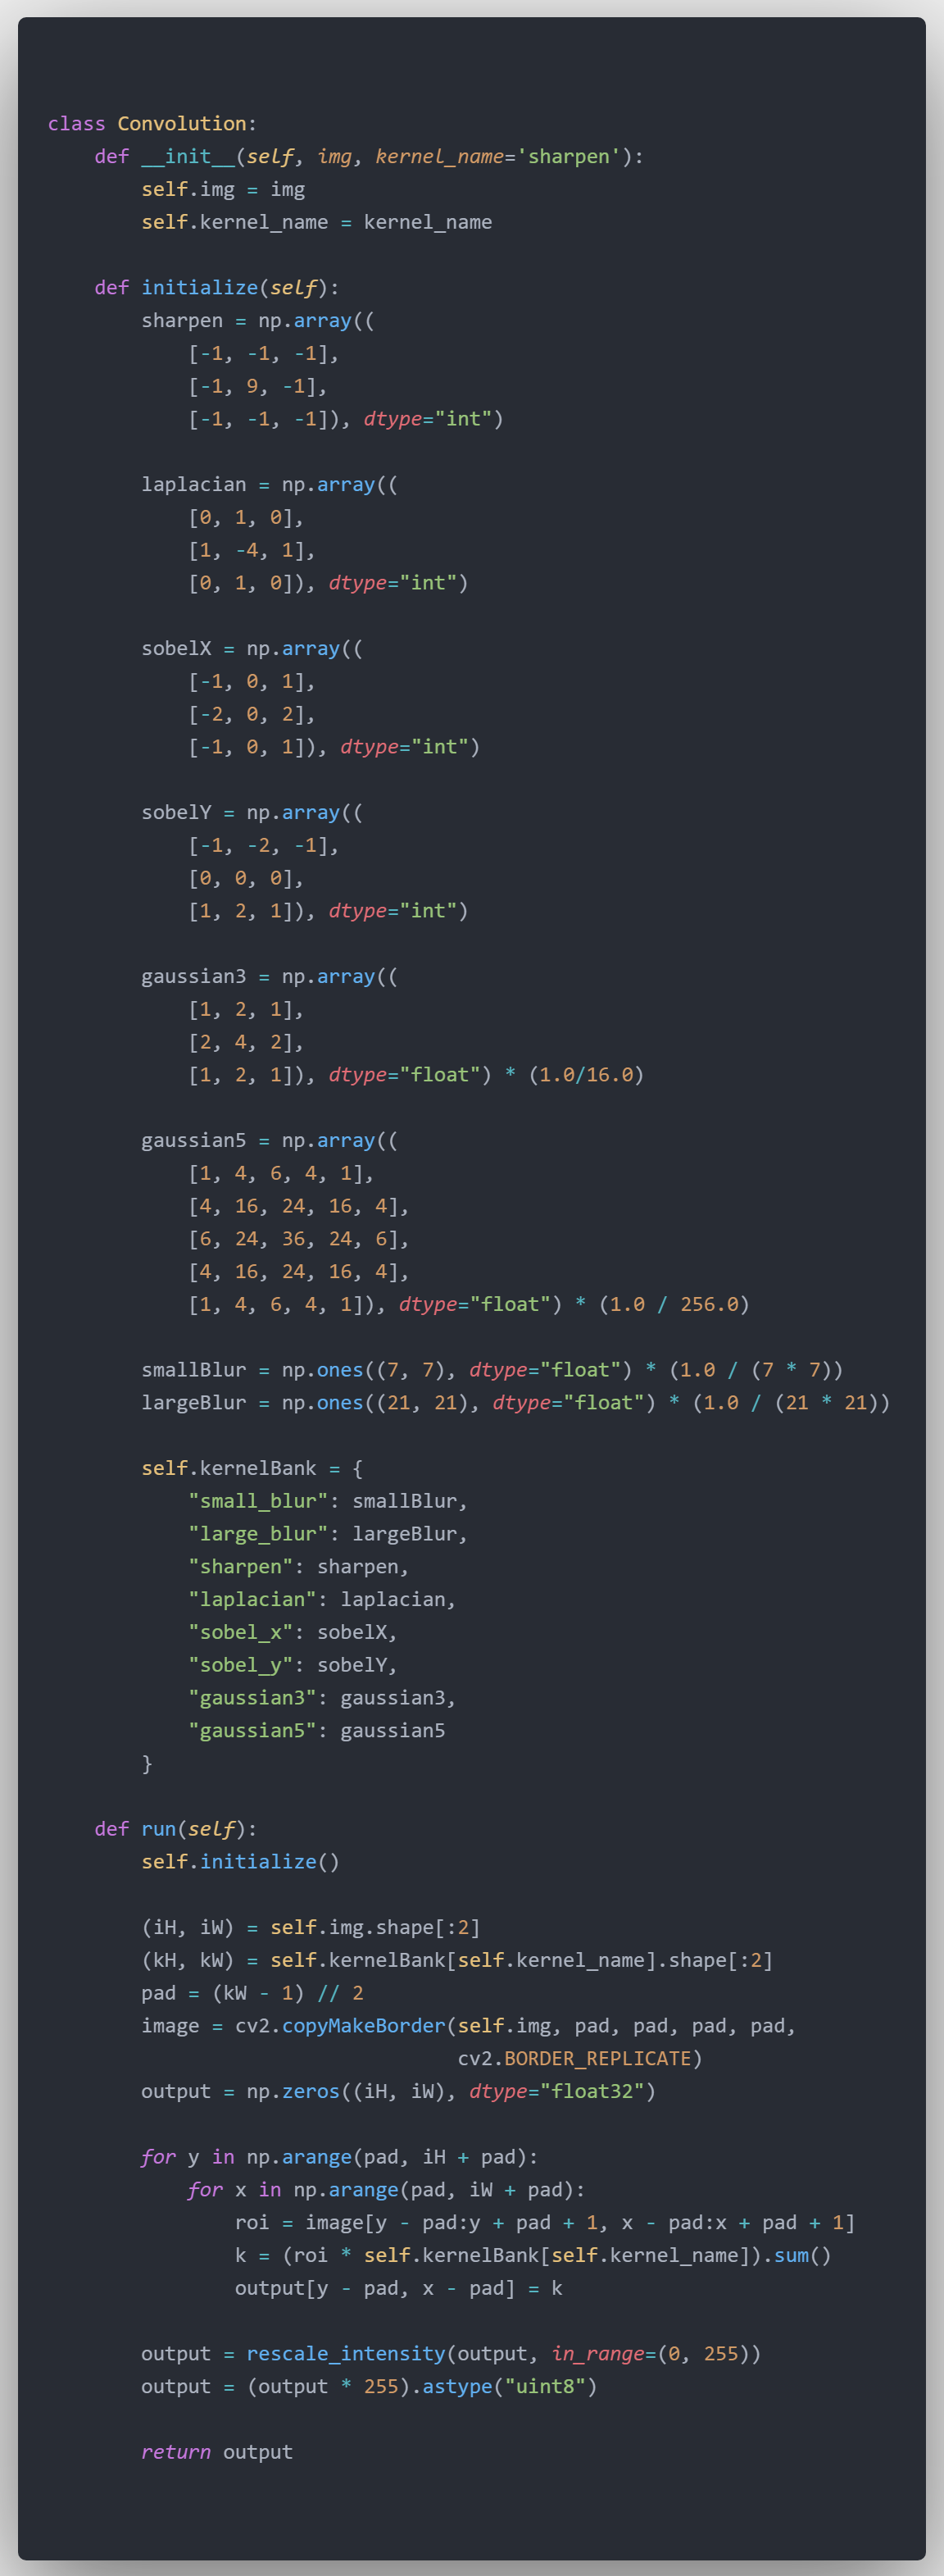 class Convolution:
    def __init__(self, img, kernel_name='sharpen'):
        self.img = img
        self.kernel_name = kernel_name

    def initialize(self):
        sharpen = np.array((
            [-1, -1, -1],
            [-1, 9, -1],
            [-1, -1, -1]), dtype="int")

        laplacian = np.array((
            [0, 1, 0],
            [1, -4, 1],
            [0, 1, 0]), dtype="int")

        sobelX = np.array((
            [-1, 0, 1],
            [-2, 0, 2],
            [-1, 0, 1]), dtype="int")

        sobelY = np.array((
            [-1, -2, -1],
            [0, 0, 0],
            [1, 2, 1]), dtype="int")

        gaussian3 = np.array((
            [1, 2, 1],
            [2, 4, 2],
            [1, 2, 1]), dtype="float") * (1.0/16.0)

        gaussian5 = np.array((
            [1, 4, 6, 4, 1],
            [4, 16, 24, 16, 4],
            [6, 24, 36, 24, 6],
            [4, 16, 24, 16, 4],
            [1, 4, 6, 4, 1]), dtype="float") * (1.0 / 256.0)

        smallBlur = np.ones((7, 7), dtype="float") * (1.0 / (7 * 7))
        largeBlur = np.ones((21, 21), dtype="float") * (1.0 / (21 * 21))

        self.kernelBank = {
            "small_blur": smallBlur,
            "large_blur": largeBlur,
            "sharpen": sharpen,
            "laplacian": laplacian,
            "sobel_x": sobelX,
            "sobel_y": sobelY,
            "gaussian3": gaussian3,
            "gaussian5": gaussian5
        }

    def run(self):
        self.initialize()

        (iH, iW) = self.img.shape[:2]
        (kH, kW) = self.kernelBank[self.kernel_name].shape[:2]
        pad = (kW - 1) // 2
        image = cv2.copyMakeBorder(self.img, pad, pad, pad, pad,
                                   cv2.BORDER_REPLICATE)
        output = np.zeros((iH, iW), dtype="float32")

        for y in np.arange(pad, iH + pad):
            for x in np.arange(pad, iW + pad):
                roi = image[y - pad:y + pad + 1, x - pad:x + pad + 1]
                k = (roi * self.kernelBank[self.kernel_name]).sum()
                output[y - pad, x - pad] = k

        output = rescale_intensity(output, in_range=(0, 255))
        output = (output * 255).astype("uint8")

        return output